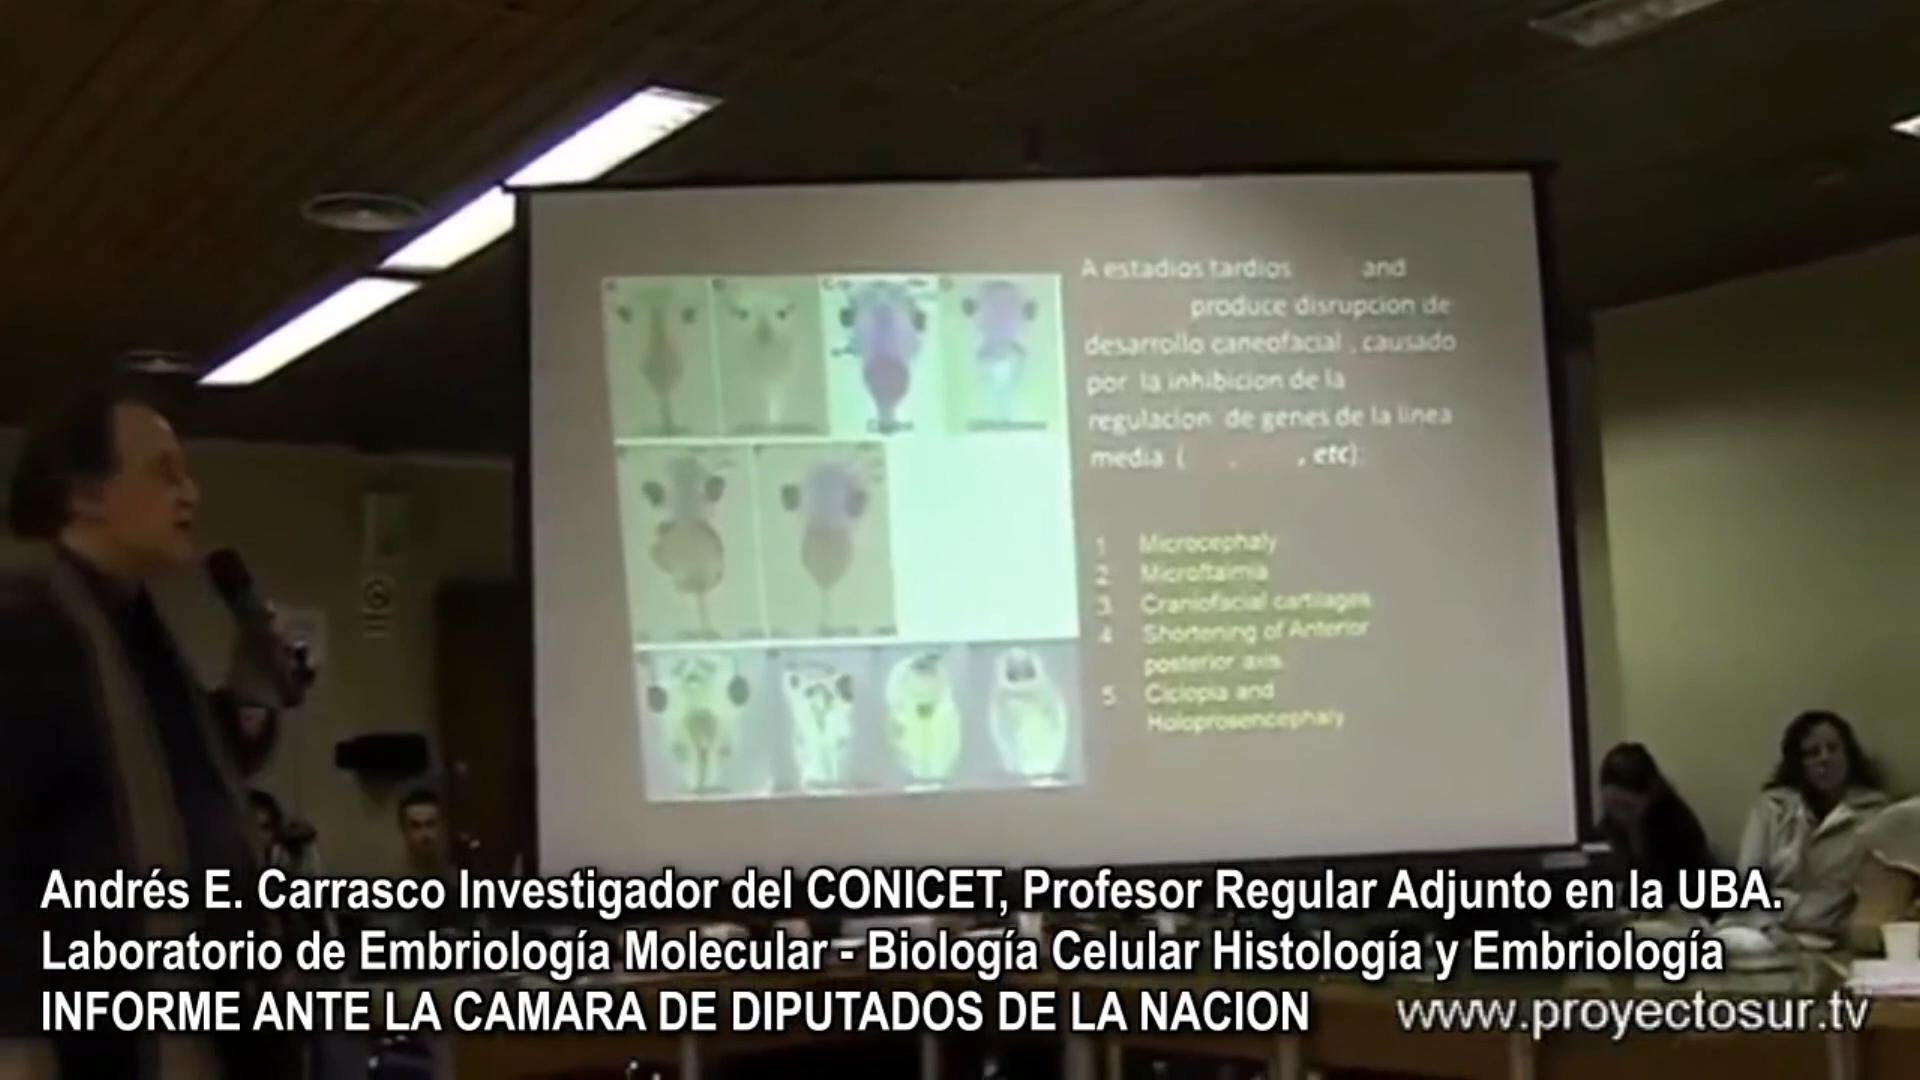 A estadios tardios and
produce disrupcion de
desarrollo caneofacial , causado
por la inhibicion de la
regulacion de genes de la linea
media ( , , etc):
1 Microcephaly
2 Microftalmia
3 Craniofacial cartilages
4 Shortening of Anterior
posterior axis.
5 Ciclopia and
Holoprosencephaly
Andrés E. Carrasco Investigador del CONICET, Profesor Regular Adjunto en la UBA.
Laboratorio de Embriología Molecular - Biología Celular Histología y Embriología
INFORME ANTE LA CAMARA DE DIPUTADOS DE LA NACION
www.proyectosur.tv